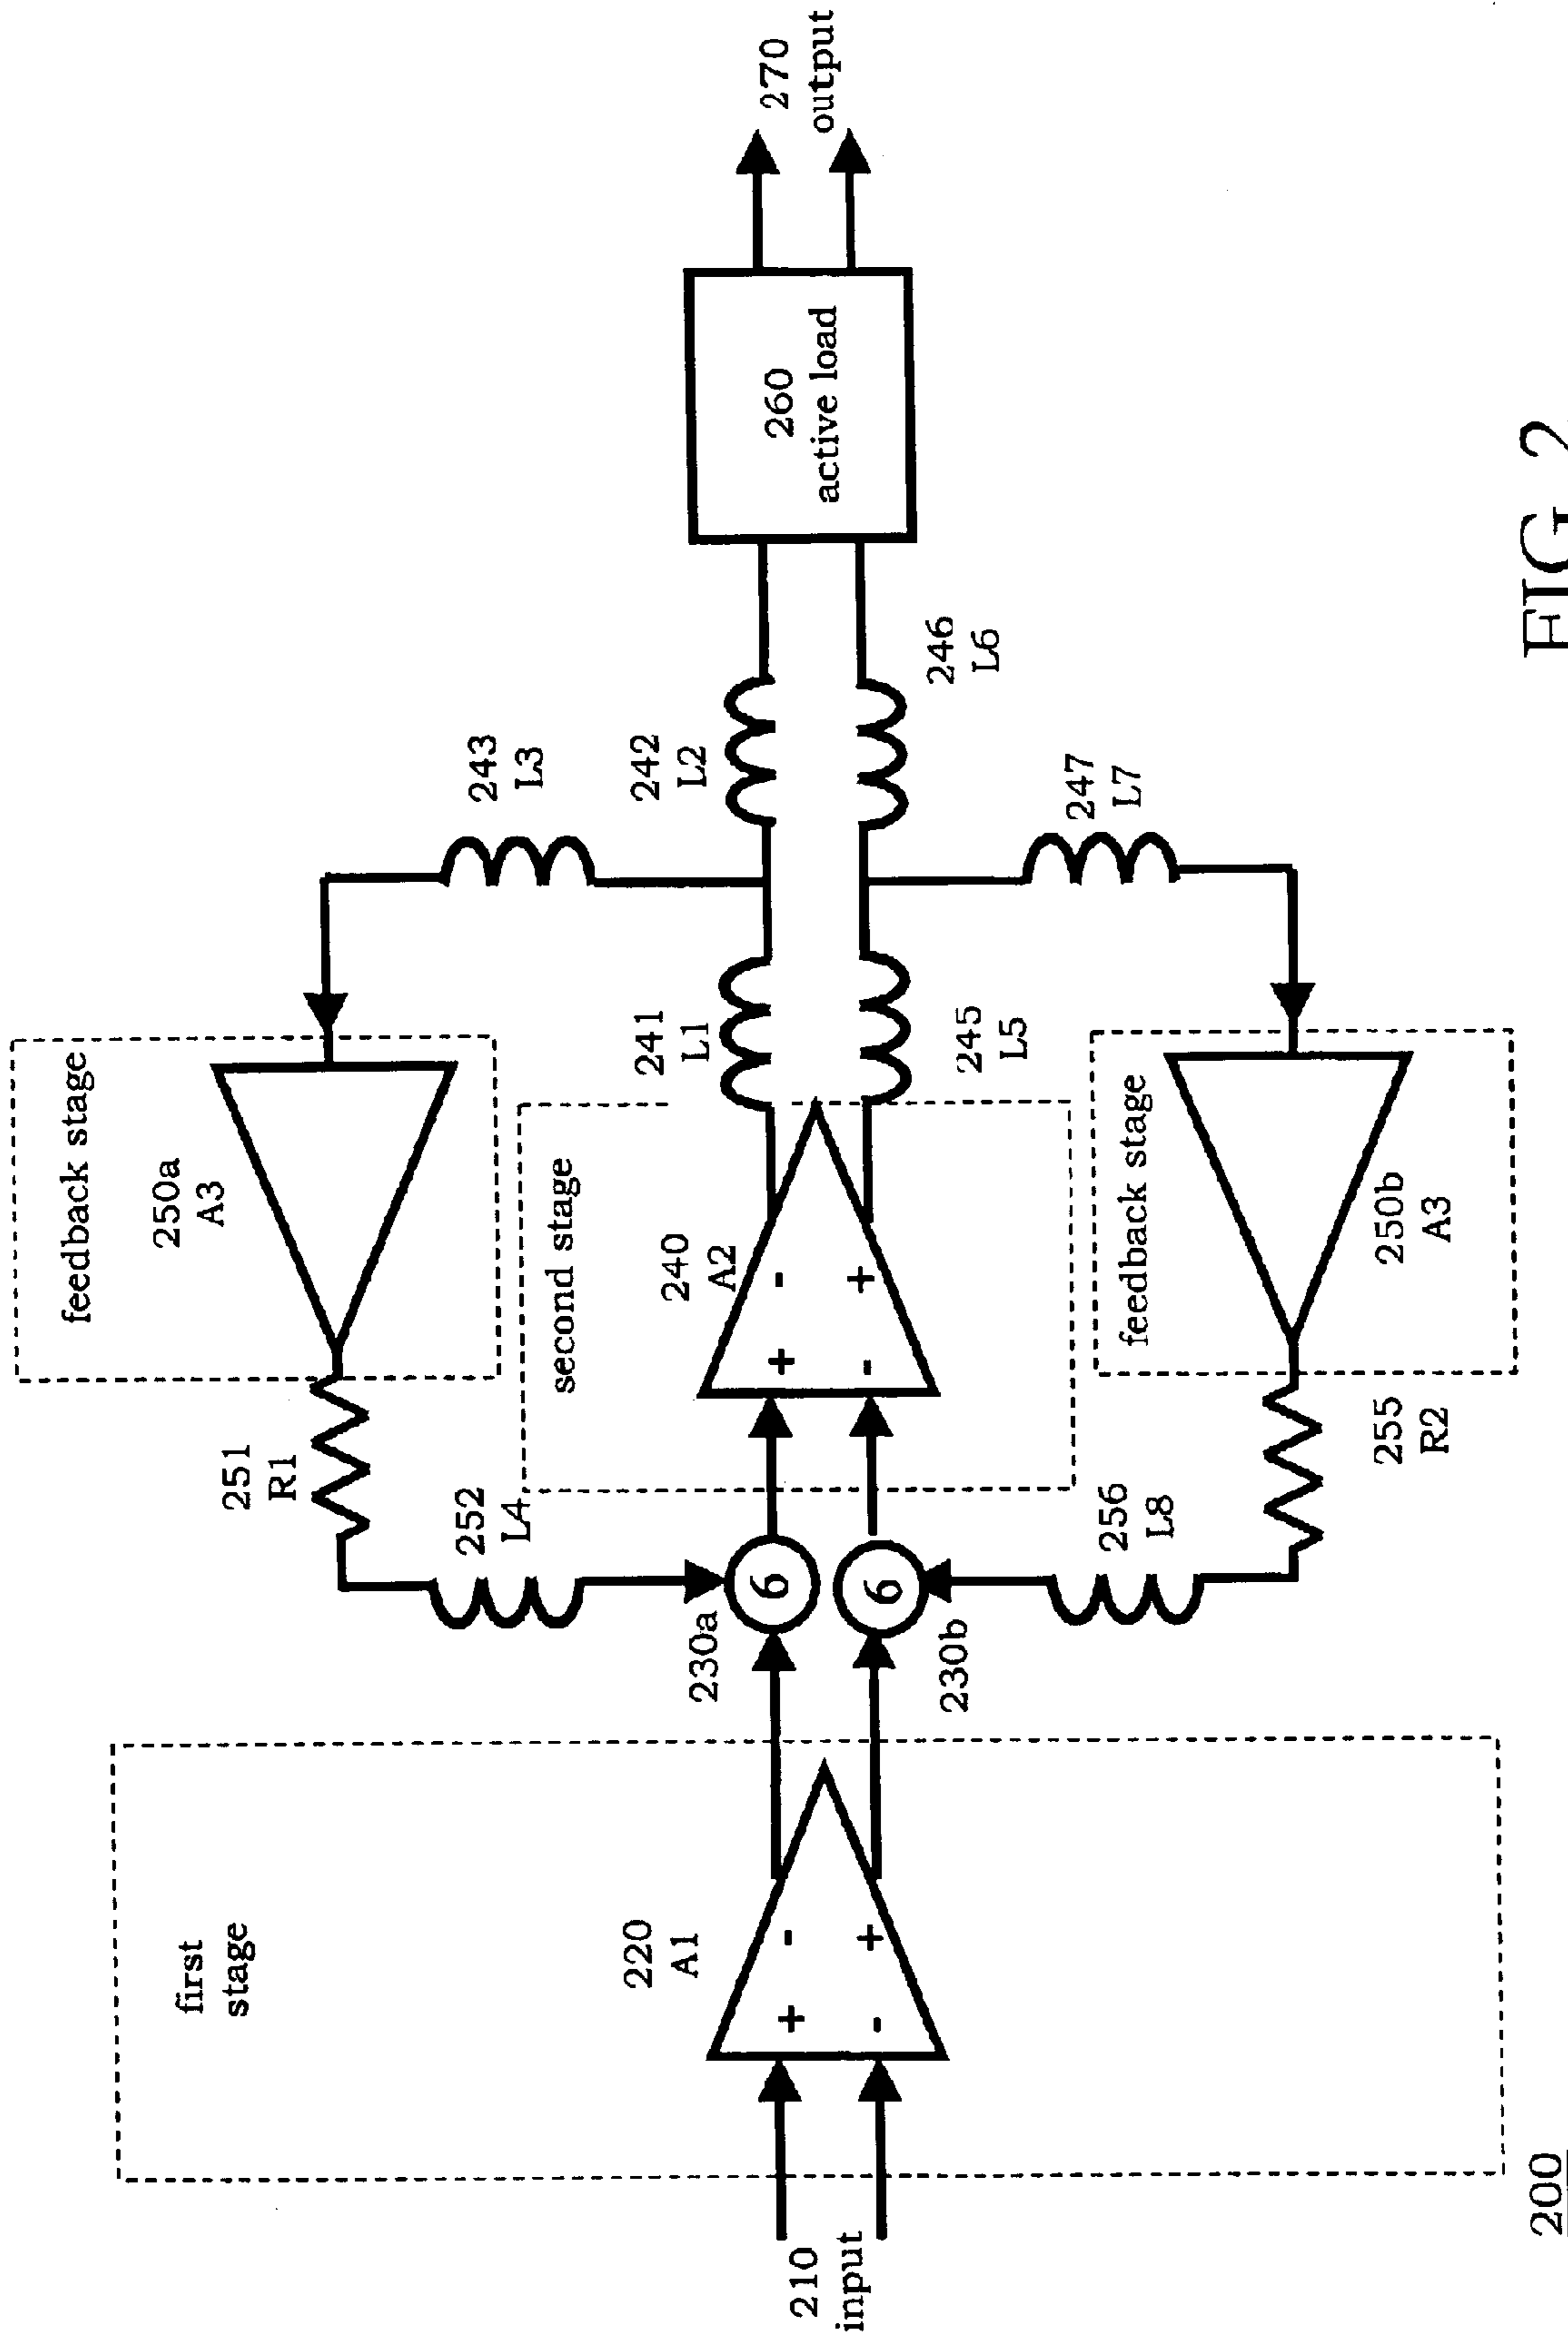 feedback stage
250a
A3
251
R1
252
L4
243
L3
first
stage
second stage
220
A1
+
-
-
+
230a
6
6
230b
240
A2
+
-
-
+
241
L1
242
L2
245
L5
246
L6
260
active load
270
output
210
input
247
L7
feedback stage
250b
A3
255
R2
256
L8
200
FIG. 2